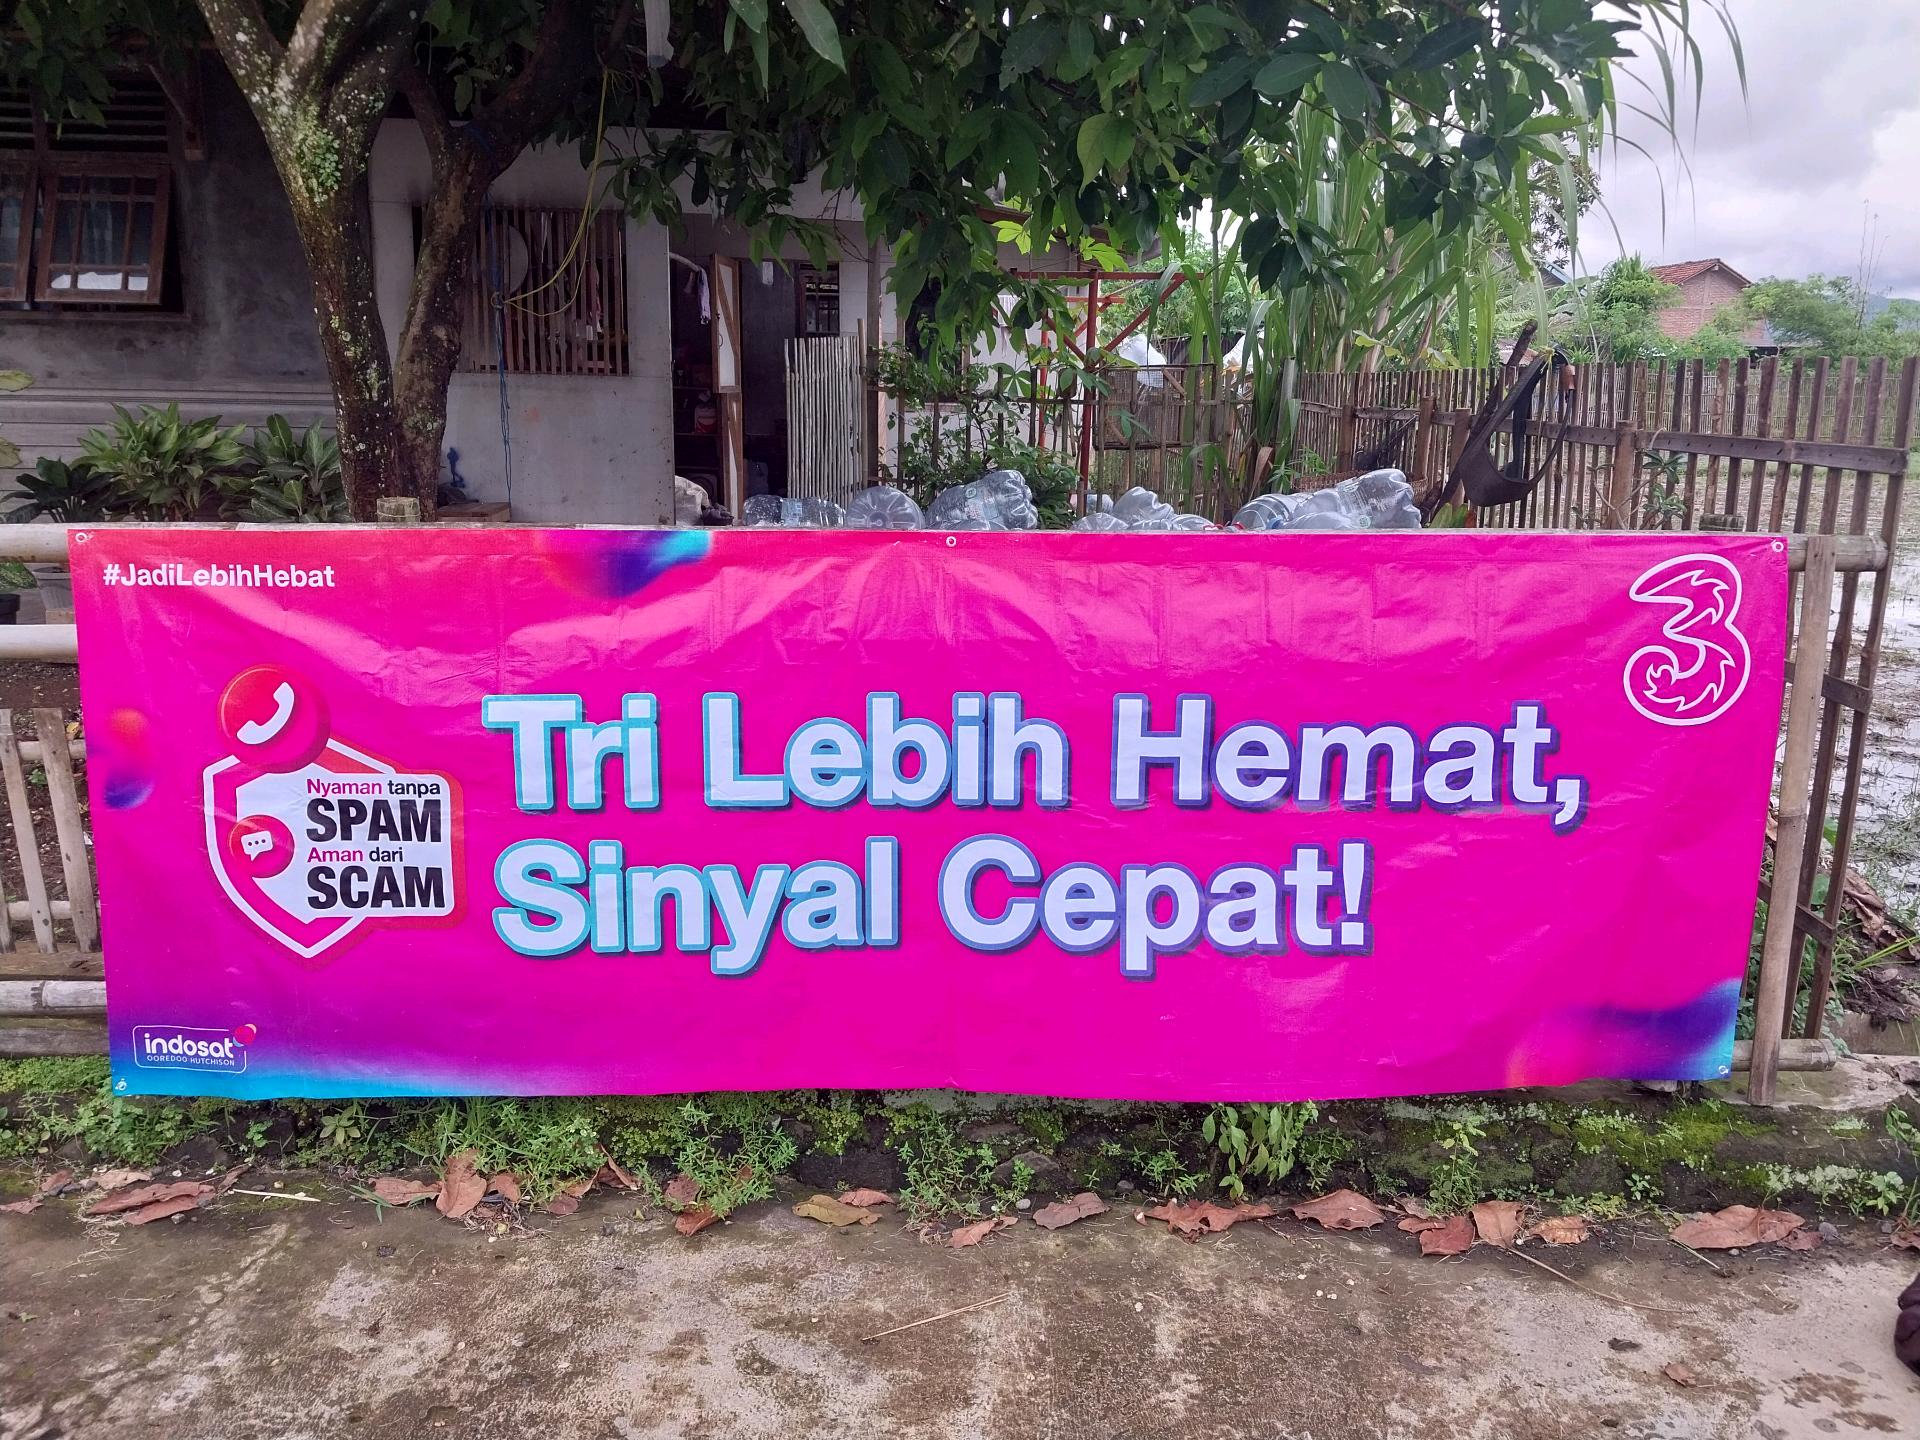 #JadiLebihHebat
3
Nyaman tanpa
SPAM
Aman dari
SCAM
Tri Lebih Hemat,
Sinyal Cepat!
indosat
OOREDOO HUTCHISON